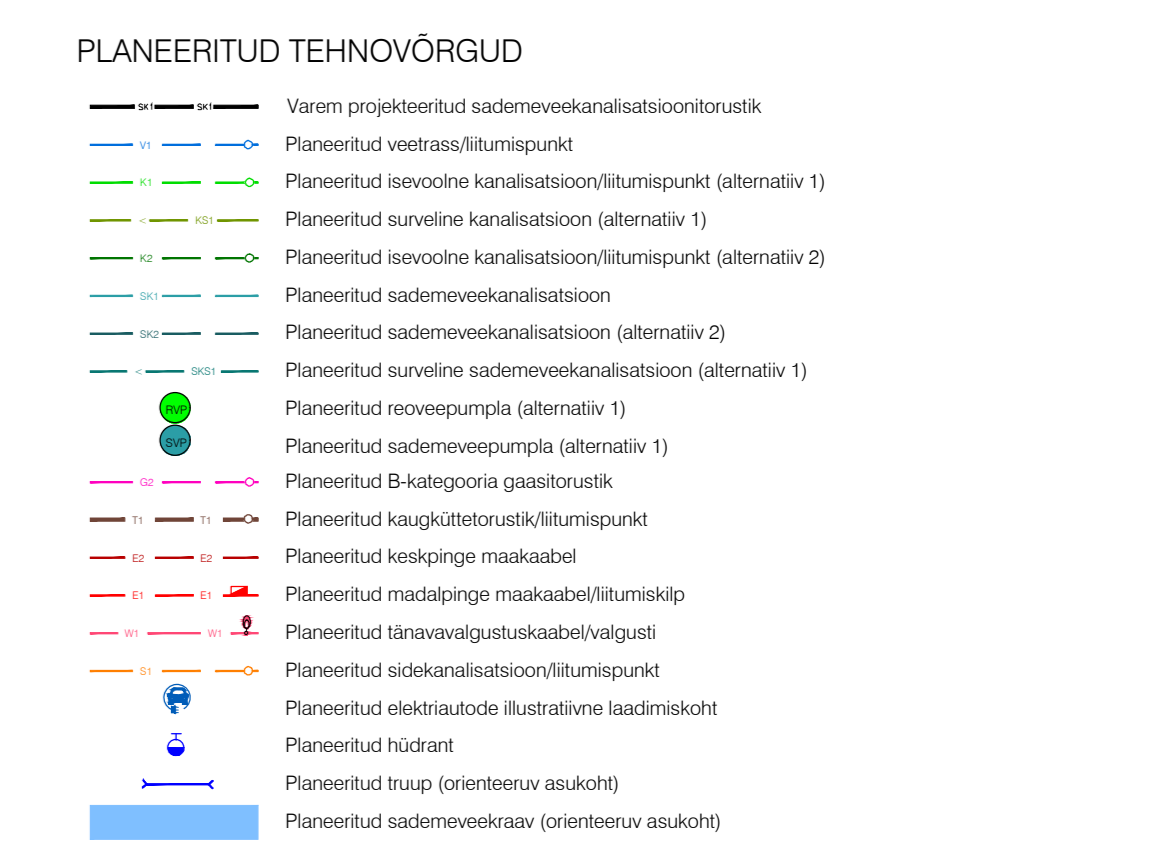 PLANEERITUD TEHNOVÕRGUD
SK1 SK1 Varem projekteeritud sademeveekanalisatsioonitorustik
V1 Planeeritud veetrass/liitumispunkt
K1 Planeeritud isevoolne kanalisatsioon/liitumispunkt (alternatiiv 1)
< KS1 Planeeritud surveline kanalisatsioon (alternatiiv 1)
K2 Planeeritud isevoolne kanalisatsioon/liitumispunkt (alternatiiv 2)
SK1 Planeeritud sademeveekanalisatsioon
SK2 Planeeritud sademeveekanalisatsioon (alternatiiv 2)
< SKS1 Planeeritud surveline sademeveekanalisatsioon (alternatiiv 1)
RVP Planeeritud reoveepumpla (alternatiiv 1)
SVP Planeeritud sademeveepumpla (alternatiiv 1)
G2 Planeeritud B-kategooria gaasitorustik
T1 T1 Planeeritud kaugküttetorustik/liitumispunkt
E2 E2 Planeeritud keskpinge maakaabel
E1 E1 Planeeritud madalpinge maakaabel/liitumiskilp
W1 W1 Planeeritud tänavavalgustuskaabel/valgusti
S1 Planeeritud sidekanalisatsioon/liitumispunkt
Planeeritud elektriautode illustratiivne laadimiskoht
Planeeritud hüdrant
Planeeritud truup (orienteeruv asukoht)
Planeeritud sademeveekraav (orienteeruv asukoht)